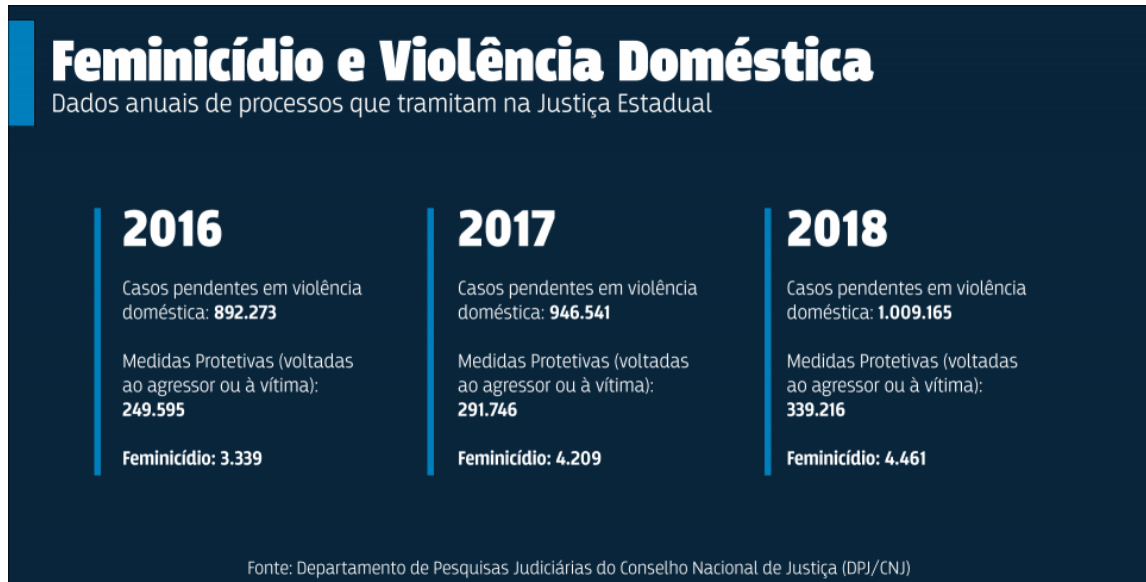 Feminicídio e Violência Doméstica
Dados anuais de processos que tramitam na Justiça Estadual
2016
Casos pendentes em violência
doméstica: 892.273
Medidas Protetivas (voltadas
ao agressor ou à vítima):
249.595
Feminicídio: 3.339
2017
Casos pendentes em violência
doméstica: 946.541
Medidas Protetivas (voltadas
ao agressor ou à vítima):
291.746
Feminicídio: 4.209
2018
Casos pendentes em violência
doméstica: 1.009.165
Medidas Protetivas (voltadas
ao agressor ou à vítima):
339.216
Feminicídio: 4.461
Fonte: Departamento de Pesquisas Judiciárias do Conselho Nacional de Justiça (DPJ/CNJ)